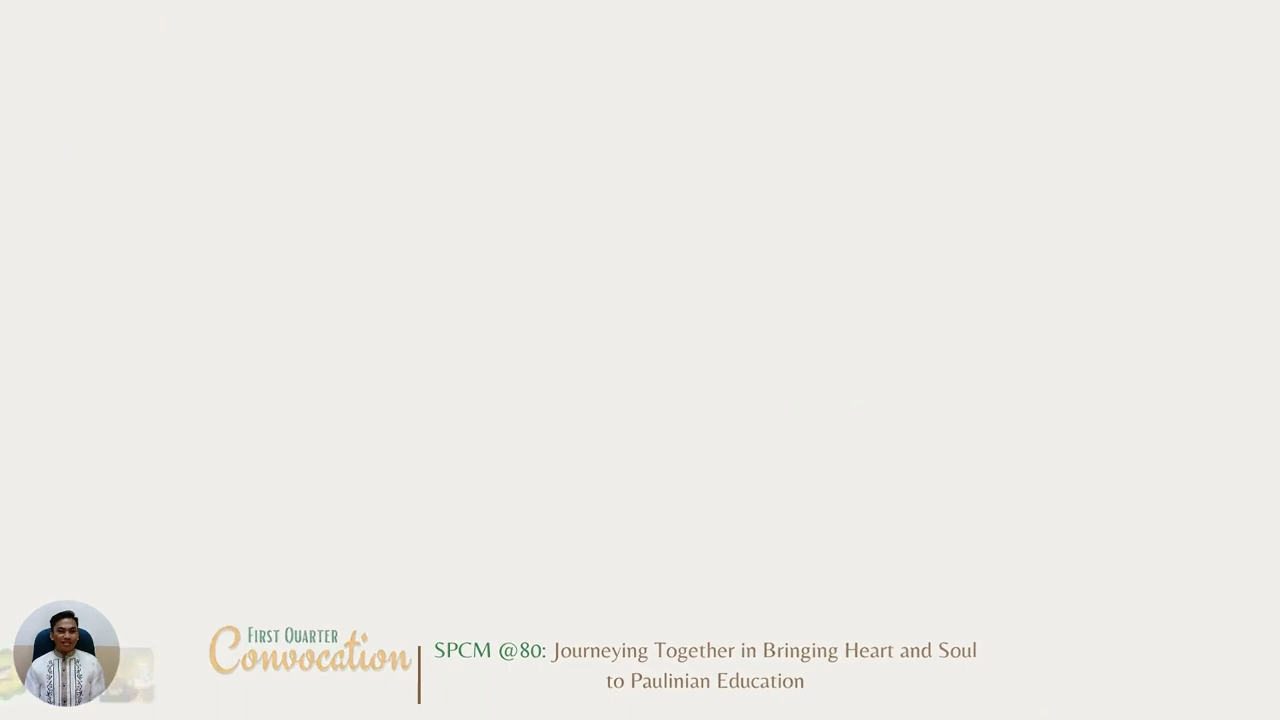 First Quarter
Convocation
SPCM @80: Journeying Together in Bringing Heart and Soul
to Paulinian Education